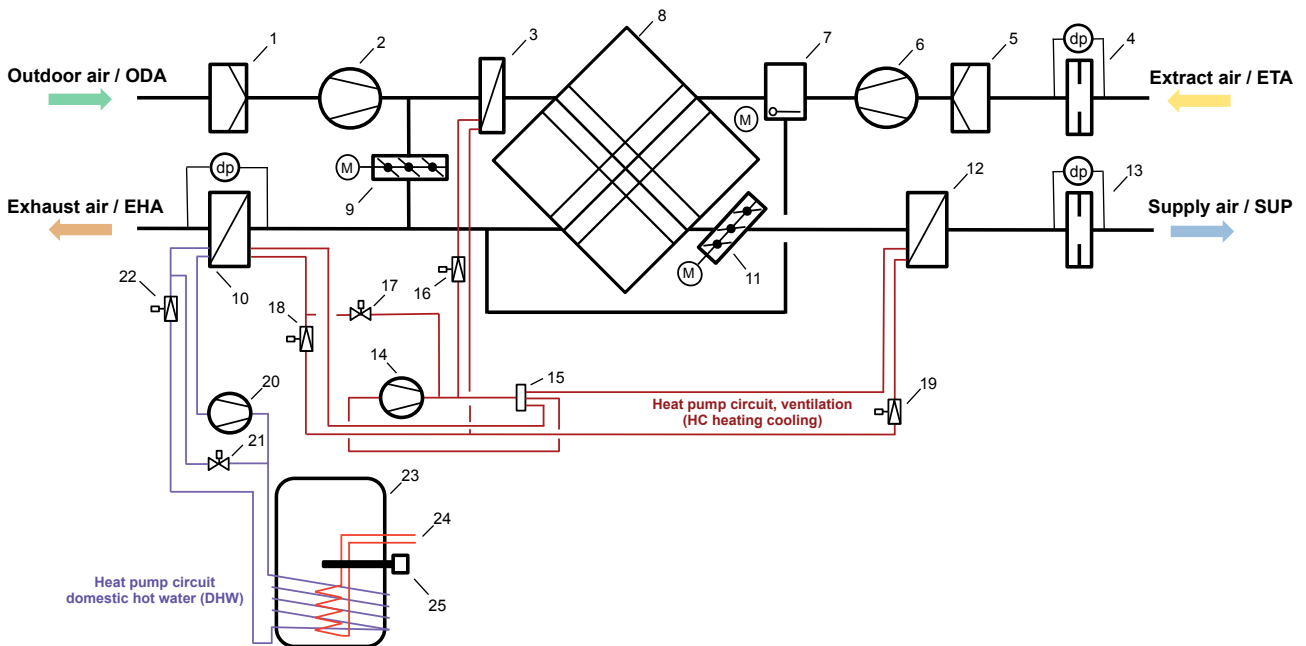 1
2
3
8
7
6
5
dp
4
Outdoor air / ODA
Extract air / ETA
M
M
dp
9
dp
12
13
Exhaust air / EHA
Supply air / SUP
M
11
22
10
18
17
16
14
15
19
20
Heat pump circuit, ventilation
(HC heating cooling)
21
23
24
Heat pump circuit
domestic hot water (DHW)
25